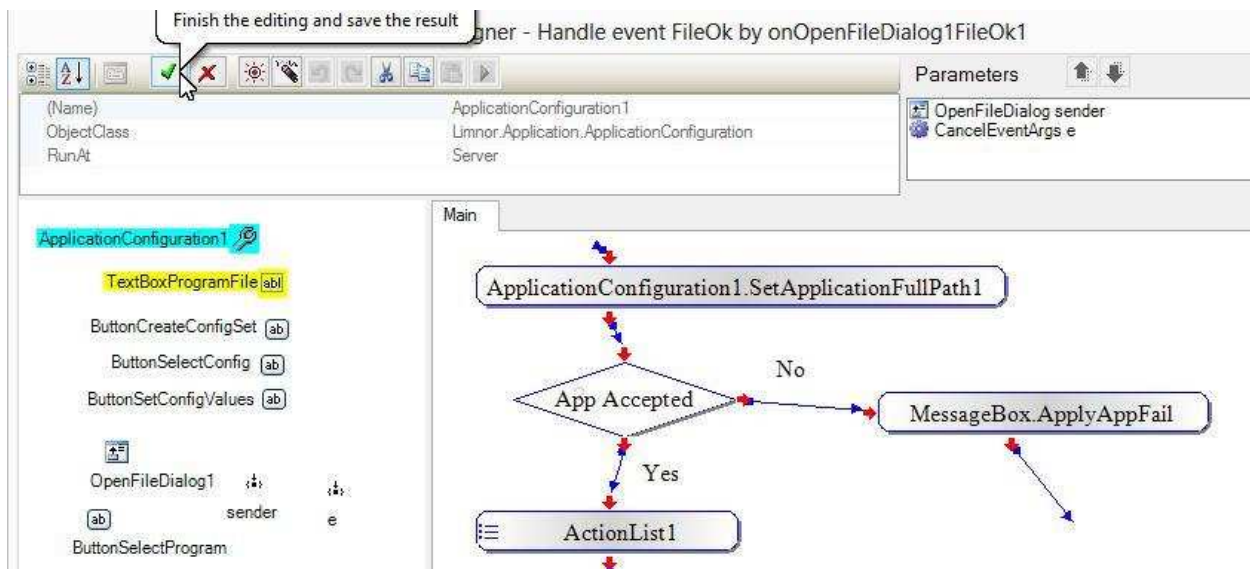 Finish the editing and save the result
gner - Handle event FileOk by onOpenFileDialog1FileOk1
Parameters
(Name) ApplicationConfiguration1
ObjectClass Limnor.Application.ApplicationConfiguration
RunAt Server
OpenFileDialog sender
CancelEventArgs e
Main
ApplicationConfiguration1
TextBoxProgramFile
ButtonCreateConfigSet
ButtonSelectConfig
ButtonSetConfigValues
OpenFileDialog1
sender
e
ButtonSelectProgram
ApplicationConfiguration1.SetApplicationFullPath1
App Accepted
No
MessageBox.ApplyAppFail
Yes
ActionList1